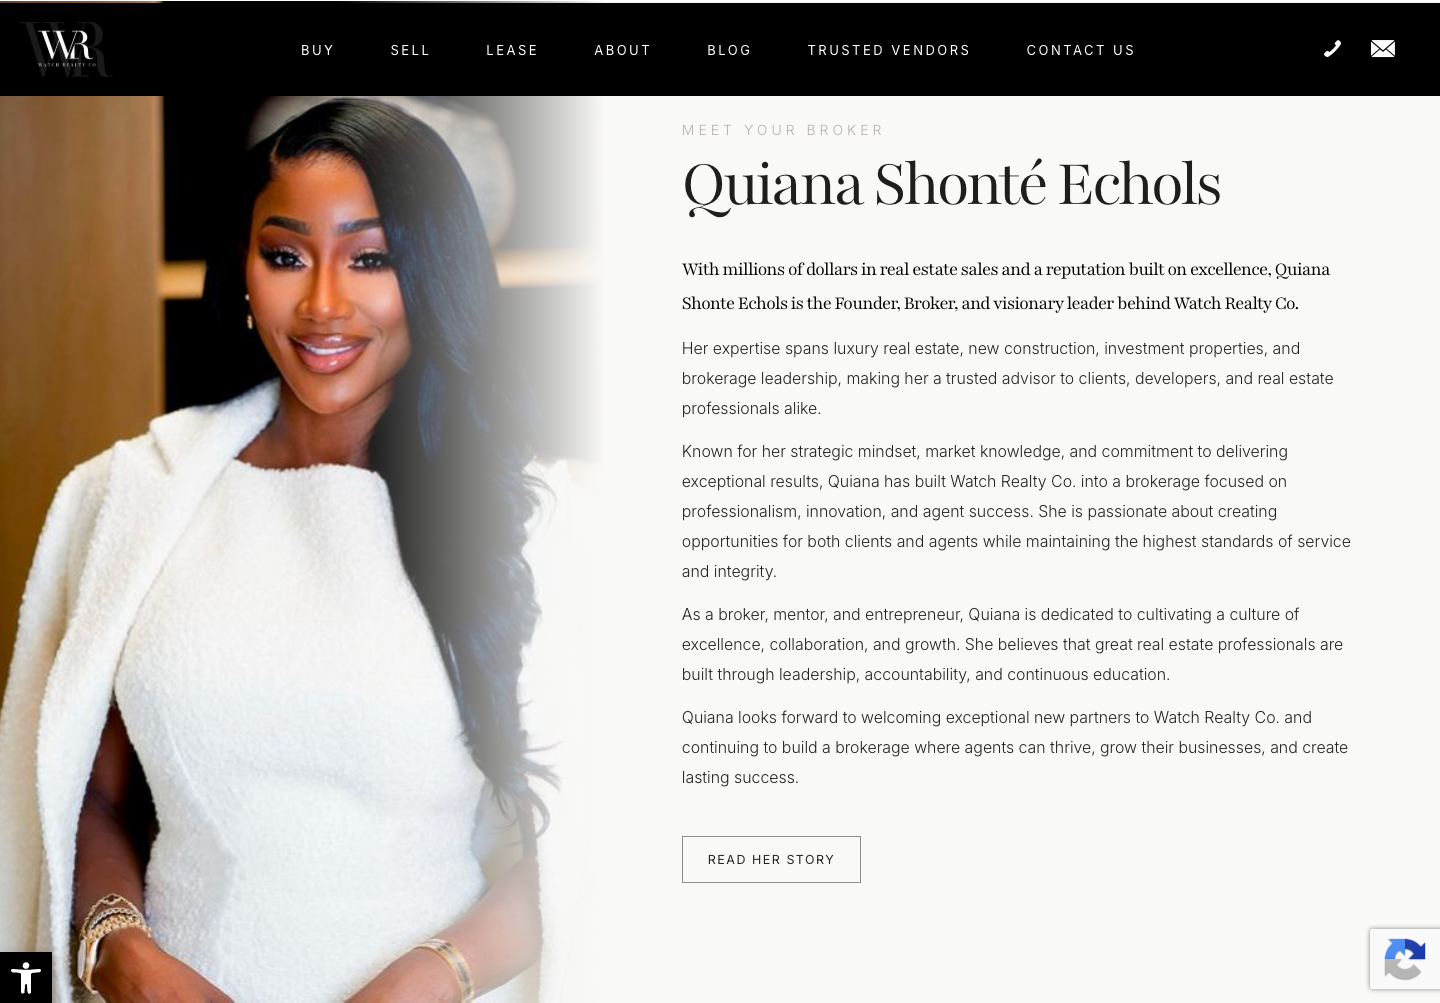 WR
WATCH REALTY CO
BUY
SELL
LEASE
ABOUT
BLOG
TRUSTED VENDORS
CONTACT US
MEET YOUR BROKER
Quiana Shonté Echols
With millions of dollars in real estate sales and a reputation built on excellence, Quiana
Shonte Echols is the Founder, Broker, and visionary leader behind Watch Realty Co.
Her expertise spans luxury real estate, new construction, investment properties, and
brokerage leadership, making her a trusted advisor to clients, developers, and real estate
professionals alike.
Known for her strategic mindset, market knowledge, and commitment to delivering
exceptional results, Quiana has built Watch Realty Co. into a brokerage focused on
professionalism, innovation, and agent success. She is passionate about creating
opportunities for both clients and agents while maintaining the highest standards of service
and integrity.
As a broker, mentor, and entrepreneur, Quiana is dedicated to cultivating a culture of
excellence, collaboration, and growth. She believes that great real estate professionals are
built through leadership, accountability, and continuous education.
Quiana looks forward to welcoming exceptional new partners to Watch Realty Co. and
continuing to build a brokerage where agents can thrive, grow their businesses, and create
lasting success.
READ HER STORY